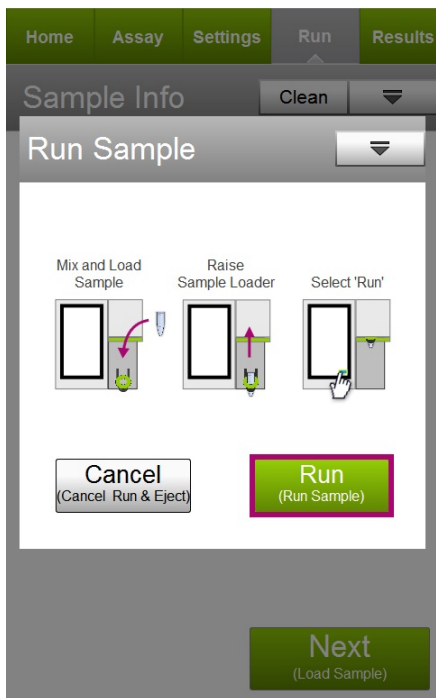 Home Assay Settings Run Results
Sample Info Clean
Run Sample
Mix and Load
Sample
Raise
Sample Loader
Select 'Run'
Cancel
(Cancel Run & Eject)
Run
(Run Sample)
Next
(Load Sample)